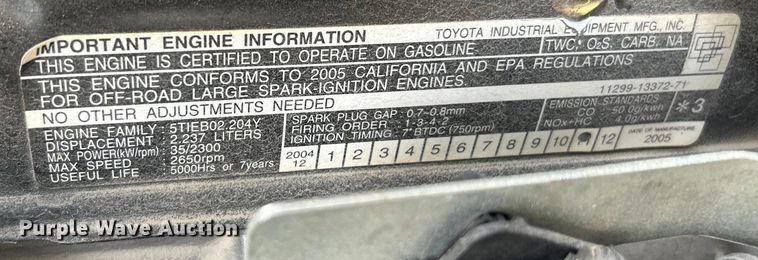 IMPORTANT ENGINE INFORMATION
TOYOTA INDUSTRIAL EQUIPMENT MFG., INC.
THIS ENGINE IS CERTIFIED TO OPERATE ON GASOLINE
TWC, O₂S, CARB, NA
THIS ENGINE CONFORMS TO 2005 CALIFORNIA AND EPA REGULATIONS
FOR OFF-ROAD LARGE SPARK-IGNITION ENGINES.
11299-13372-71
NO OTHER ADJUSTMENTS NEEDED
ENGINE FAMILY : 5TIEB02.204Y
DISPLACEMENT : 2.237 LITERS
MAX POWER(kW/rpm) : 35/2300
MAX SPEED : 2650rpm
USEFUL LIFE : 5000Hrs or 7years
SPARK PLUG GAP : 0.7-0.8mm
FIRING ORDER : 1-3-4-2
IGNITION TIMING : 7°BTDC (750rpm)
EMISSION STANDARDS
CO 50.0g/kwh
NOx+HC 4.0g/kwh
*3
2004 12 1 2 3 4 5 6 7 8 9 10 12
DATE OF MANUFACTURE
2005
Purple Wave Auction